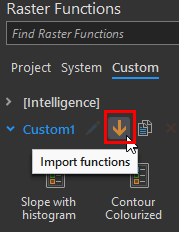 Raster Functions
Find Raster Functions
Project System Custom
[Intelligence]
Custom1
Import functions
Slope with histogram
Contour Colourized